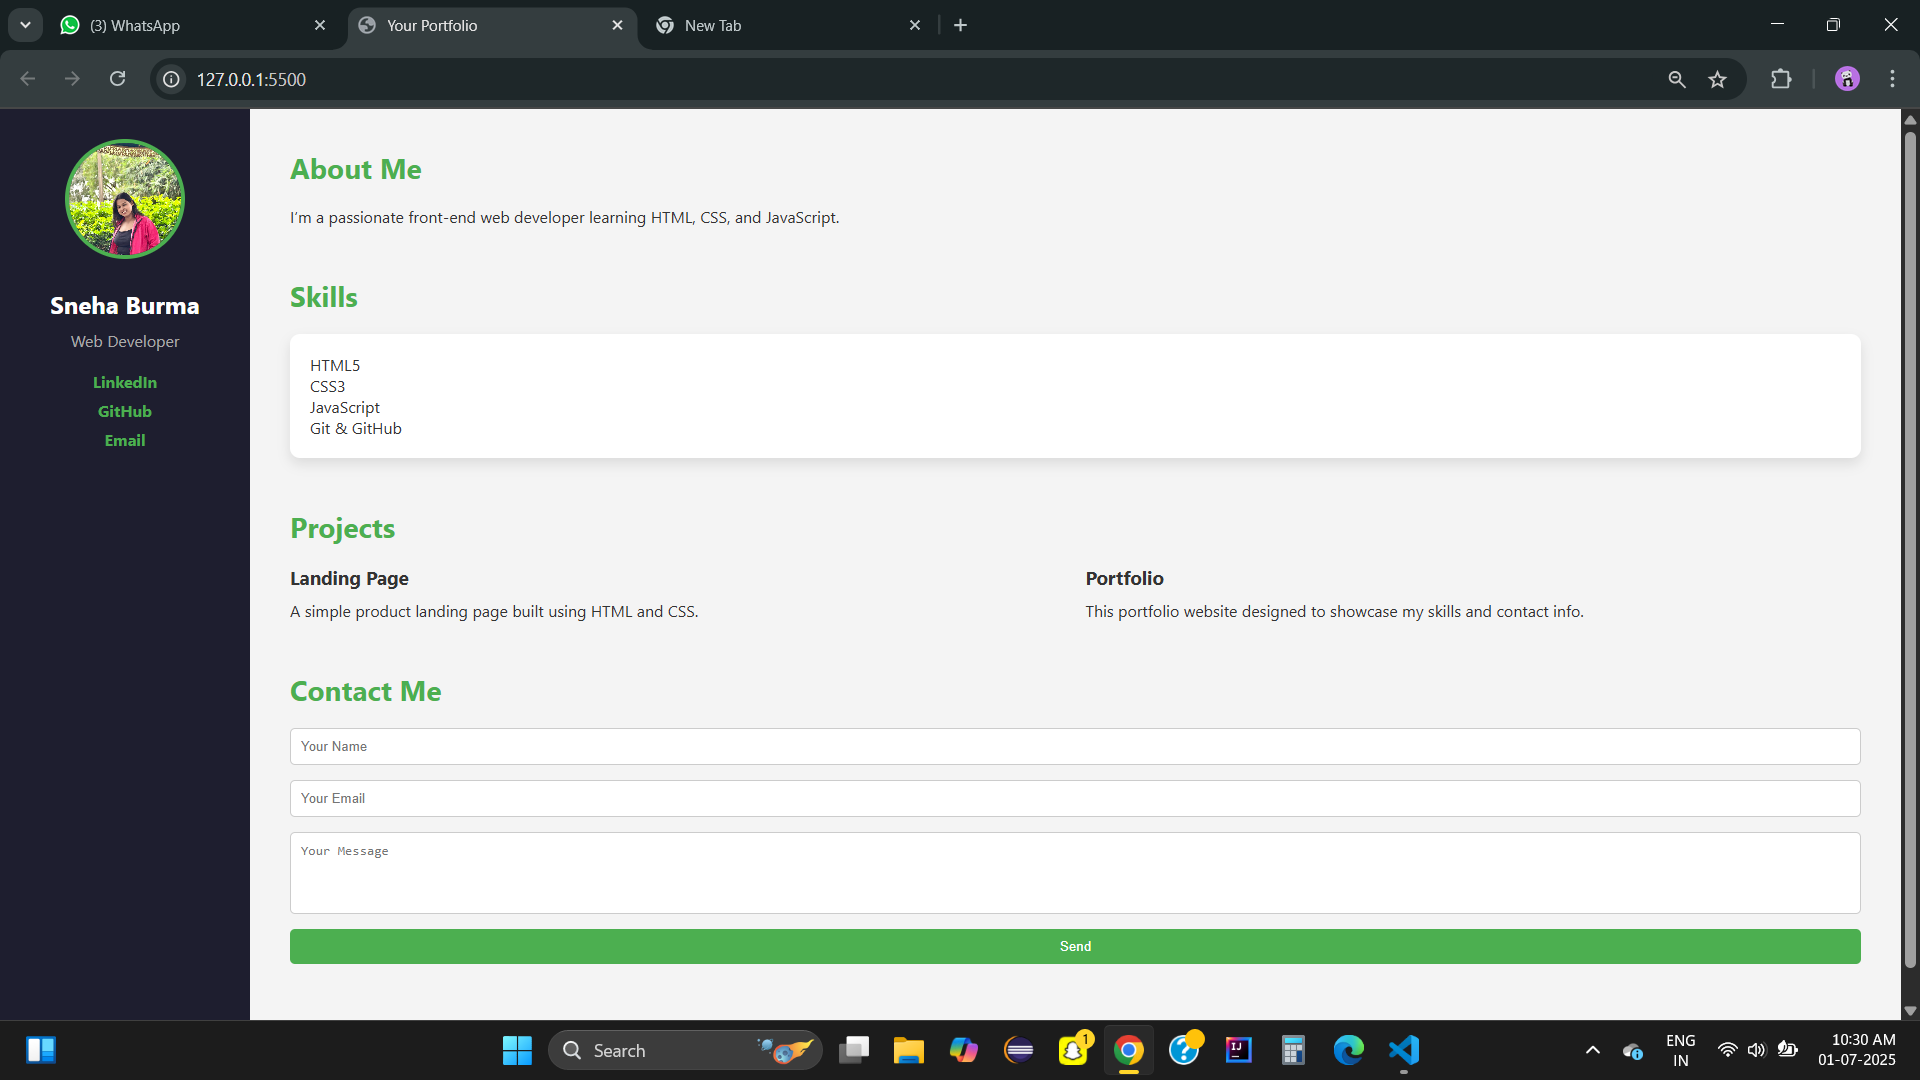 (3) WhatsApp
Your Portfolio
New Tab
127.0.0.1:5500
Sneha Burma
Web Developer
LinkedIn
GitHub
Email
About Me
I'm a passionate front-end web developer learning HTML, CSS, and JavaScript.
Skills
HTML5
CSS3
JavaScript
Git & GitHub
Projects
Landing Page
A simple product landing page built using HTML and CSS.
Portfolio
This portfolio website designed to showcase my skills and contact info.
Contact Me
Your Name
Your Email
Your Message
Send
Search
1
IJ
ENG
IN
10:30 AM
01-07-2025